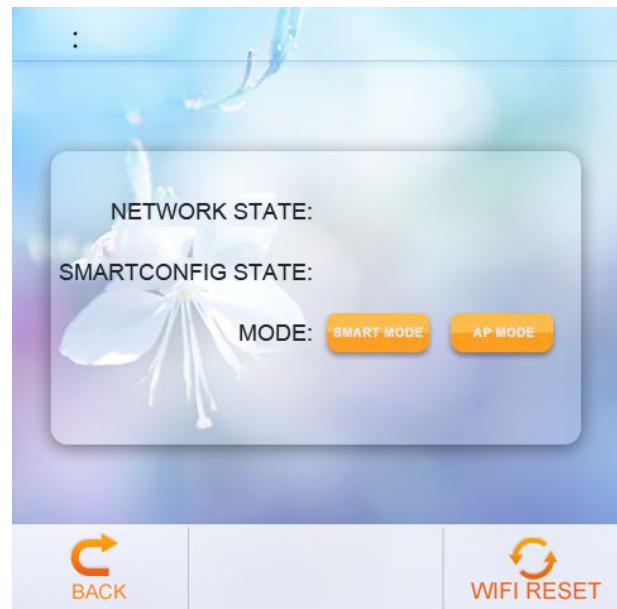 :
NETWORK STATE:
SMARTCONFIG STATE:
MODE: SMART MODE AP MODE
BACK WIFI RESET